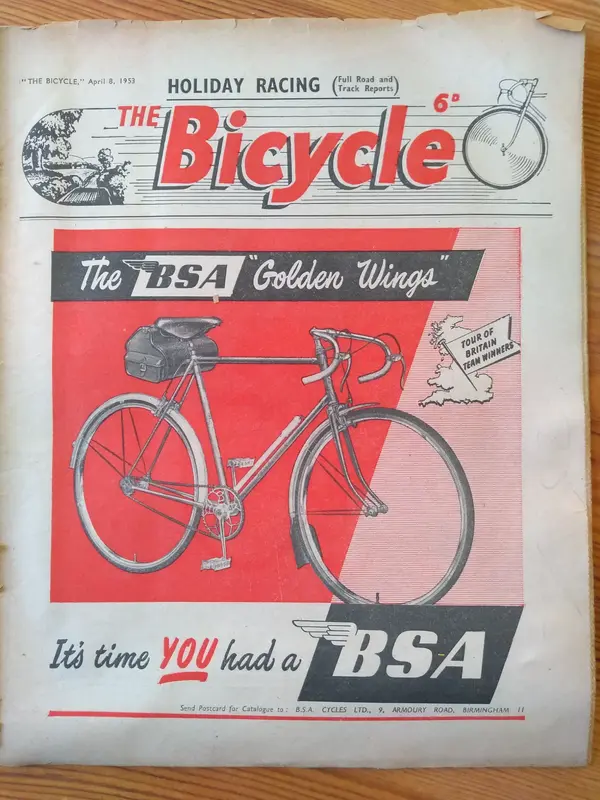 "THE BICYCLE," April 8, 1953
HOLIDAY RACING (Full Road and Track Reports)
THE Bicycle 6D
The BSA "Golden Wings"
TOUR OF
BRITAIN
TEAM WINNERS
It's time YOU had a BSA
Send Postcard for Catalogue to: B.S.A. CYCLES LTD., 9, ARMOURY ROAD, BIRMINGHAM 11